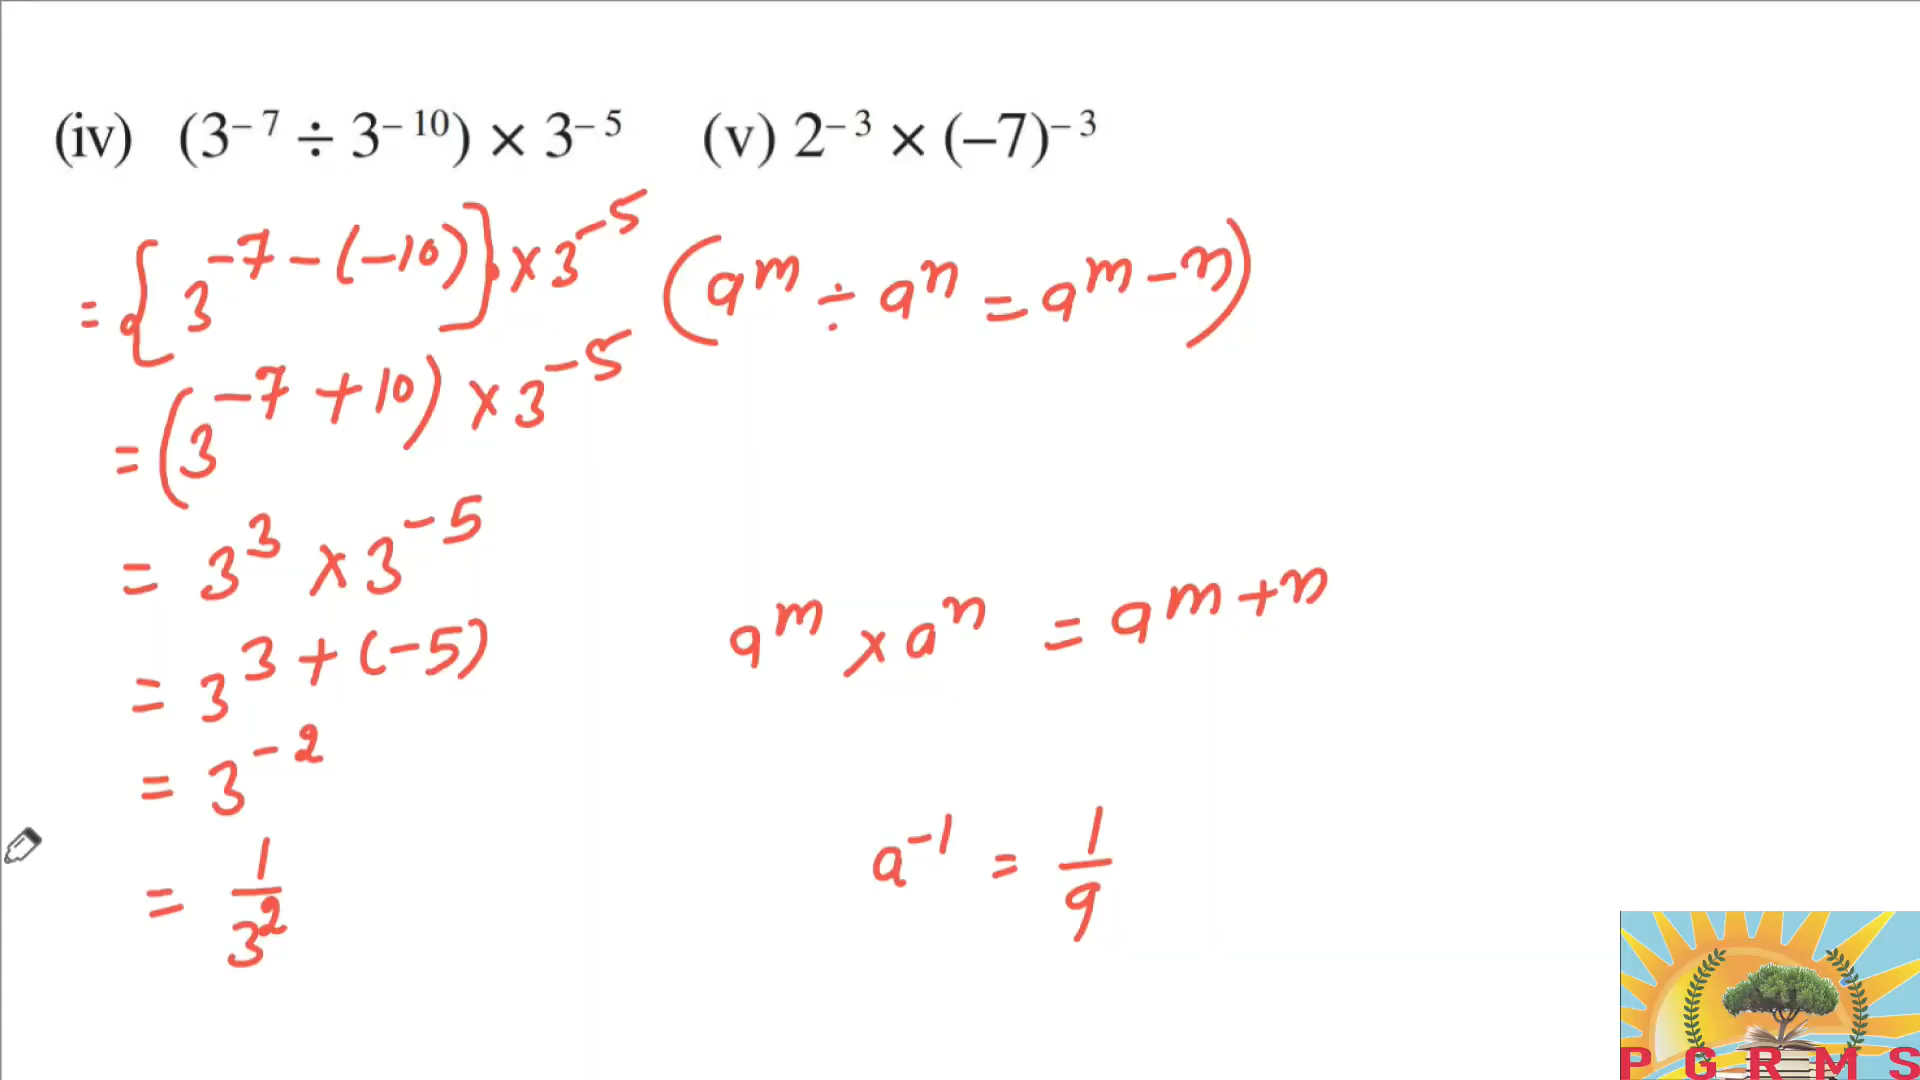 (iv) (3⁻⁷ ÷ 3⁻¹⁰) × 3⁻⁵ (v) 2⁻³ × (–7)⁻³
= {3^(-7-(-10))} × 3⁻⁵ (aᵐ ÷ aⁿ = aᵐ⁻ⁿ)
= (3^(-7+10)) × 3⁻⁵
= 3³ × 3⁻⁵
= 3^(3+(-5)) aᵐ × aⁿ = aᵐ⁺ⁿ
= 3⁻²
= 1/3² a⁻¹ = 1/a
PGRMS